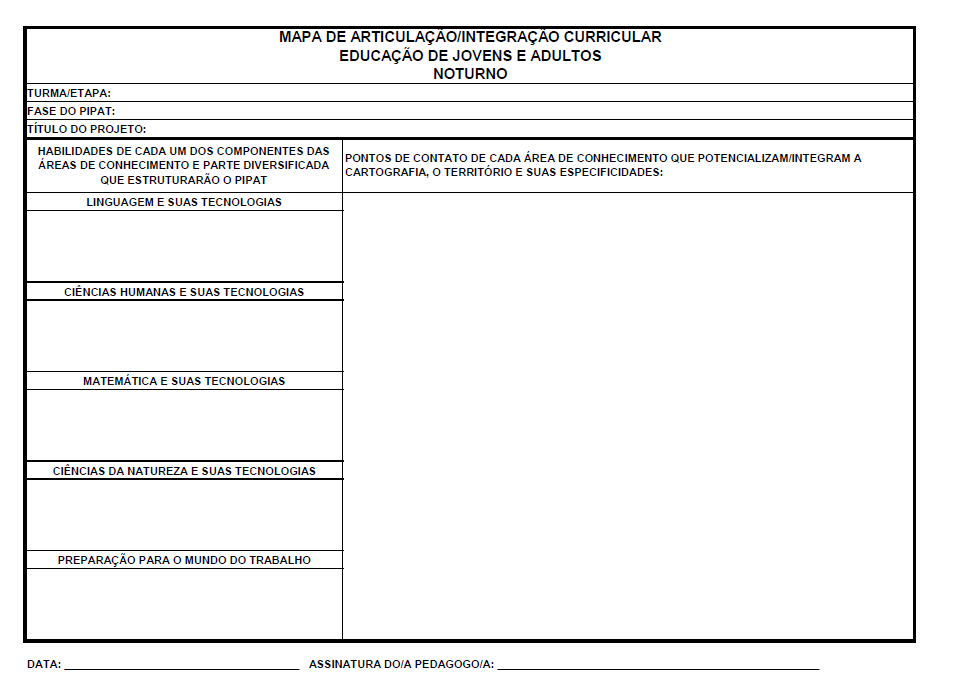 MAPA DE ARTICULAÇÃO/INTEGRAÇÃO CURRICULAR
EDUCAÇÃO DE JOVENS E ADULTOS
NOTURNO
TURMA/ETAPA:
FASE DO PIPAT:
TÍTULO DO PROJETO:
HABILIDADES DE CADA UM DOS COMPONENTES DAS
ÁREAS DE CONHECIMENTO E PARTE DIVERSIFICADA
QUE ESTRUTURARÃO O PIPAT
PONTOS DE CONTATO DE CADA ÁREA DE CONHECIMENTO QUE POTENCIALIZAM/INTEGRAM A
CARTOGRAFIA, O TERRITÓRIO E SUAS ESPECIFICIDADES:
LINGUAGEM E SUAS TECNOLOGIAS
CIÊNCIAS HUMANAS E SUAS TECNOLOGIAS
MATEMÁTICA E SUAS TECNOLOGIAS
CIÊNCIAS DA NATUREZA E SUAS TECNOLOGIAS
PREPARAÇÃO PARA O MUNDO DO TRABALHO
DATA: ______________________ ASSINATURA DO/A PEDAGOGO/A: ______________________________